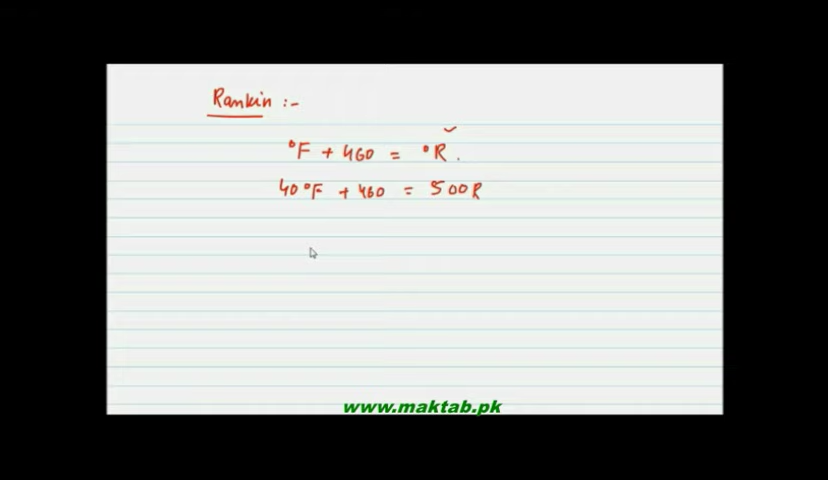 Rankin :-
°F + 460 = °R.
40°F + 460 = 500R
www.maktab.pk